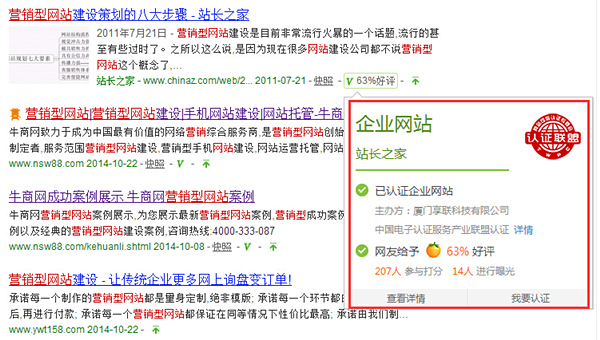 营销型网站建设策划的八大步骤 - 站长之家
2011年7月21日 - 营销型网站建设是目前非常流行火爆的一个话题,流行的甚
至有些过时了。之所以这么说,是因为现在很多网站建设公司都不说营销型
网站这个概念了,...
站长之家 - www.chinaz.com/web/2... 2011-07-21 - 快照 - V 63%好评 -
营销型网站|营销型网站建设|手机网站建设|网站托管-牛商
牛商网致力于成为中国最有价值的网络营销综合服务商,是营销型网站创始
制定者,服务范围营销型网站建设,营销型手机网站建设,网站运营托管,网
www.nsw88.com 2014-10-22 - 快照 - V -
牛商网成功案例展示 牛商网营销型网站案例
牛商网营销型网站案例展示,为您展示最新营销型网站案例,营销型成功案
例以及经典的营销型网站建设案例。咨询热线:4000-333-087
www.nsw88.com/kehuanli.shtml 2014-10-08 - 快照 - V -
营销型网站建设 - 让传统企业更多网上询盘变订单!
承诺每一个制作的营销型网站都是量身定制,绝非模版; 承诺每一个环节都
后,再进行付款; 承诺每一个营销型网站都保证在同等情况下性价比最高; 承诺由我们制...
www.ywt158.com 2014-10-22 -
企业网站
站长之家
认证联盟
已认证企业网站
主办方：厦门享联科技有限公司
中国电子认证服务产业联盟认证 详情
网友给予 63% 好评
207人 参与打分 14人 进行曝光
查看详情 我要认证